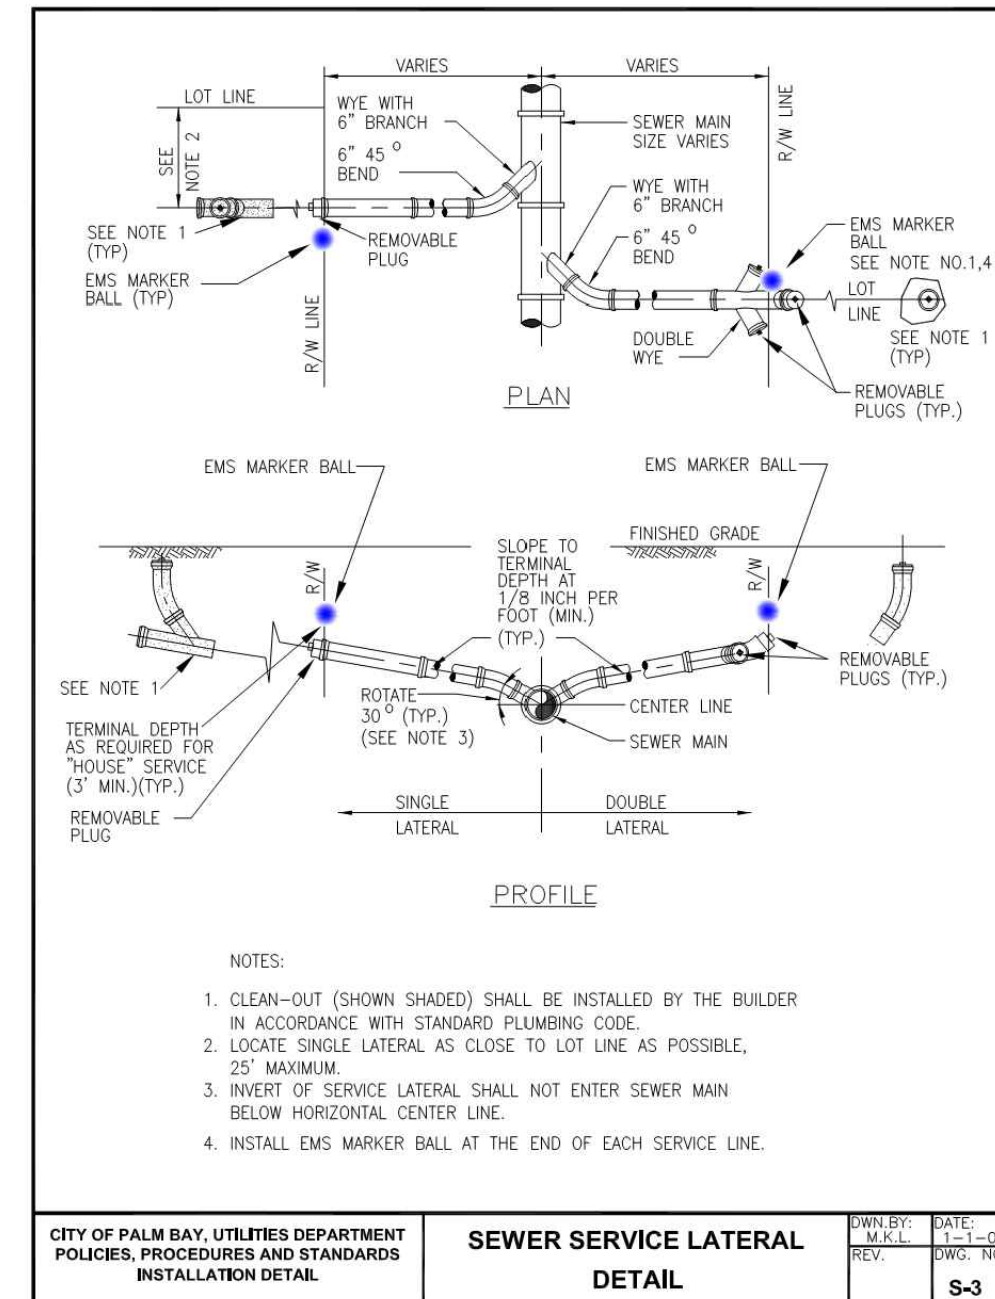 VARIES
VARIES
LOT LINE
WYE WITH
6" BRANCH
6" 45 O
BEND
SEE
NOTE 2
SEWER MAIN
SIZE VARIES
R/W LINE
WYE WITH
6" BRANCH
6" 45 O
BEND
SEE NOTE 1
(TYP)
EMS MARKER
BALL (TYP)
REMOVABLE
PLUG
R/W LINE
EMS MARKER
BALL
SEE NOTE NO.1,4
LOT
LINE
DOUBLE
WYE
SEE NOTE 1
(TYP)
REMOVABLE
PLUGS (TYP.)
PLAN
EMS MARKER BALL
EMS MARKER BALL
FINISHED GRADE
SLOPE TO
TERMINAL
DEPTH AT
1/8 INCH PER
FOOT (MIN.)
(TYP.)
R/W
R/W
SEE NOTE 1
ROTATE
30° (TYP.)
(SEE NOTE 3)
CENTER LINE
SEWER MAIN
REMOVABLE
PLUGS (TYP.)
TERMINAL DEPTH
AS REQUIRED FOR
"HOUSE" SERVICE
(3' MIN.)(TYP.)
REMOVABLE
PLUG
SINGLE
LATERAL
DOUBLE
LATERAL
PROFILE
NOTES:
1. CLEAN-OUT (SHOWN SHADED) SHALL BE INSTALLED BY THE BUILDER
IN ACCORDANCE WITH STANDARD PLUMBING CODE.
2. LOCATE SINGLE LATERAL AS CLOSE TO LOT LINE AS POSSIBLE,
25' MAXIMUM.
3. INVERT OF SERVICE LATERAL SHALL NOT ENTER SEWER MAIN
BELOW HORIZONTAL CENTER LINE.
4. INSTALL EMS MARKER BALL AT THE END OF EACH SERVICE LINE.
CITY OF PALM BAY, UTILITIES DEPARTMENT
POLICIES, PROCEDURES AND STANDARDS
INSTALLATION DETAIL
SEWER SERVICE LATERAL
DETAIL
DWN.BY:
M.K.L.
REV.
DATE:
DWG.
S-3